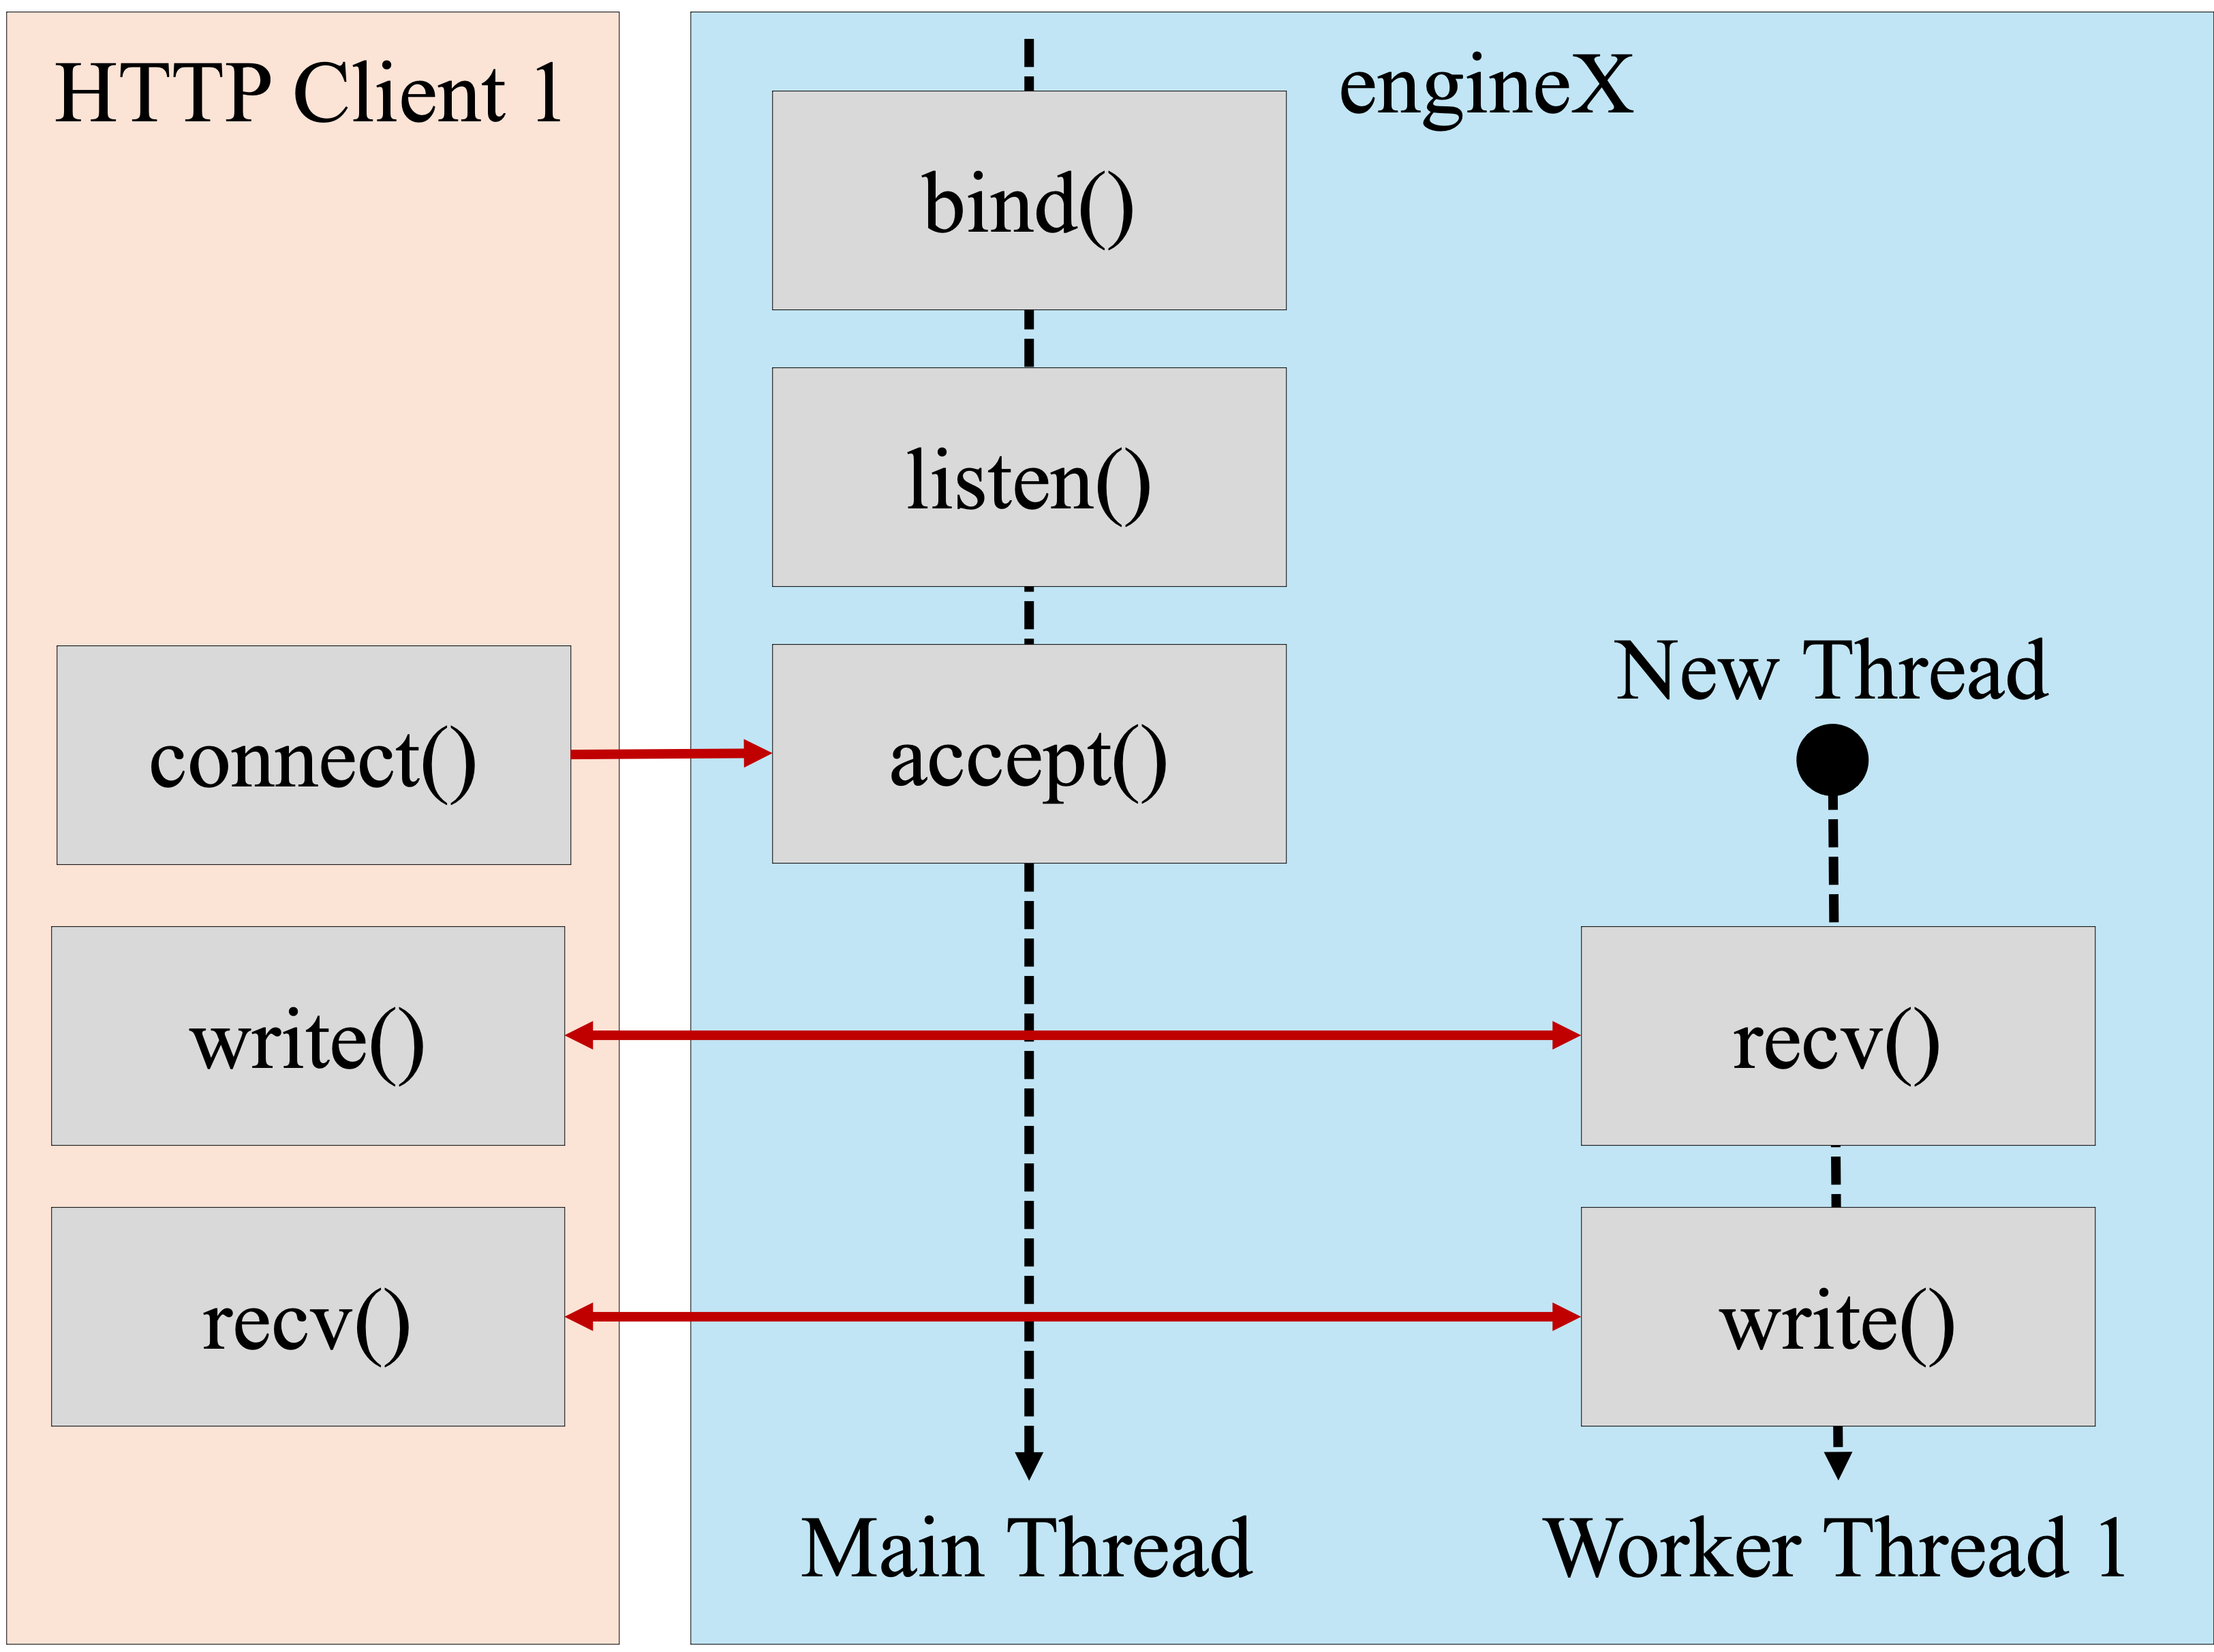 HTTP Client 1
engineX
bind()
listen()
New Thread
connect()
accept()
write()
recv()
recv()
write()
Main Thread
Worker Thread 1